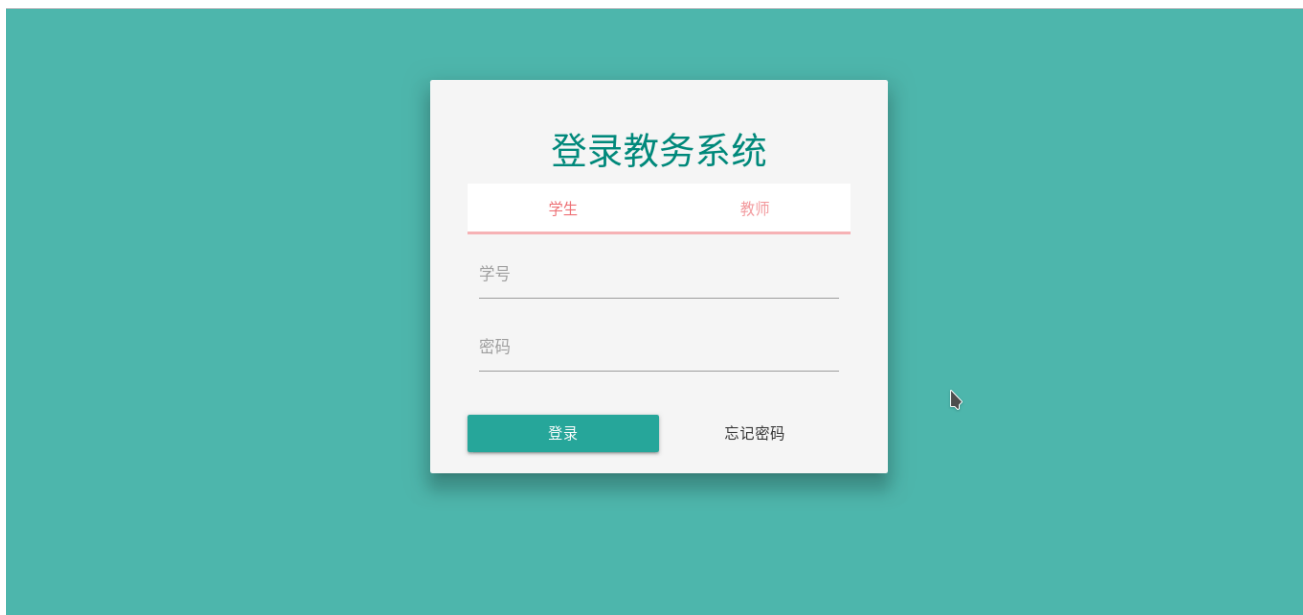 登录教务系统
学生 教师
学号
密码
登录 忘记密码